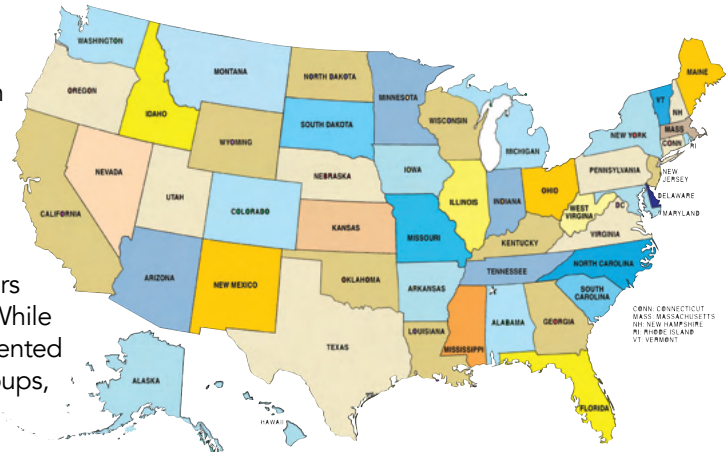 n
ers
While
ented
oups,
WASHINGTON
OREGON
IDAHO
MONTANA
NORTH DAKOTA
SOUTH DAKOTA
MINNESOTA
WISCONSIN
MICHIGAN
WYOMING
NEBRASKA
IOWA
NEVADA
UTAH
COLORADO
KANSAS
MISSOURI
ILLINOIS
INDIANA
OHIO
CALIFORNIA
ARIZONA
NEW MEXICO
OKLAHOMA
ARKANSAS
TEXAS
LOUISIANA
MISSISSIPPI
ALABAMA
GEORGIA
FLORIDA
TENNESSEE
KENTUCKY
WEST VIRGINIA
VIRGINIA
DC
NORTH CAROLINA
SOUTH CAROLINA
PENNSYLVANIA
NEW YORK
VT
NH
MAINE
MASS
CONN
RI
NEW JERSEY
DELAWARE
MARYLAND
ALASKA
HAWAII
CONN: CONNECTICUT
MASS: MASSACHUSETTS
NH: NEW HAMPSHIRE
RI: RHODE ISLAND
VT: VERMONT